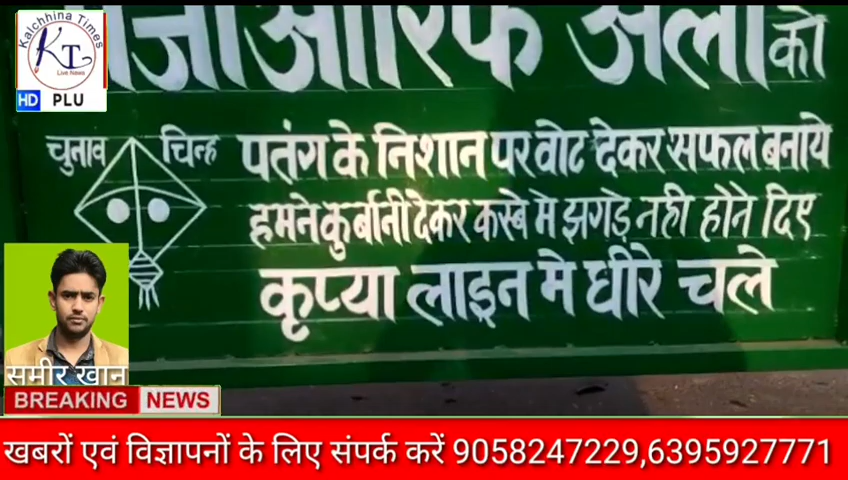 Kalchhina Times
KT
Live News
HD PLU
आरिफ अली को
चुनाव चिन्ह
पतंग के निशान पर वोट देकर सफल बनाये
हमने कुर्बानी देकर कस्बे मे झगड़े नही होने दिए
कृप्या लाइन मे धीरे चले
समीर खान
BREAKING NEWS
खबरों एवं विज्ञापनों के लिए संपर्क करें 9058247229,6395927771